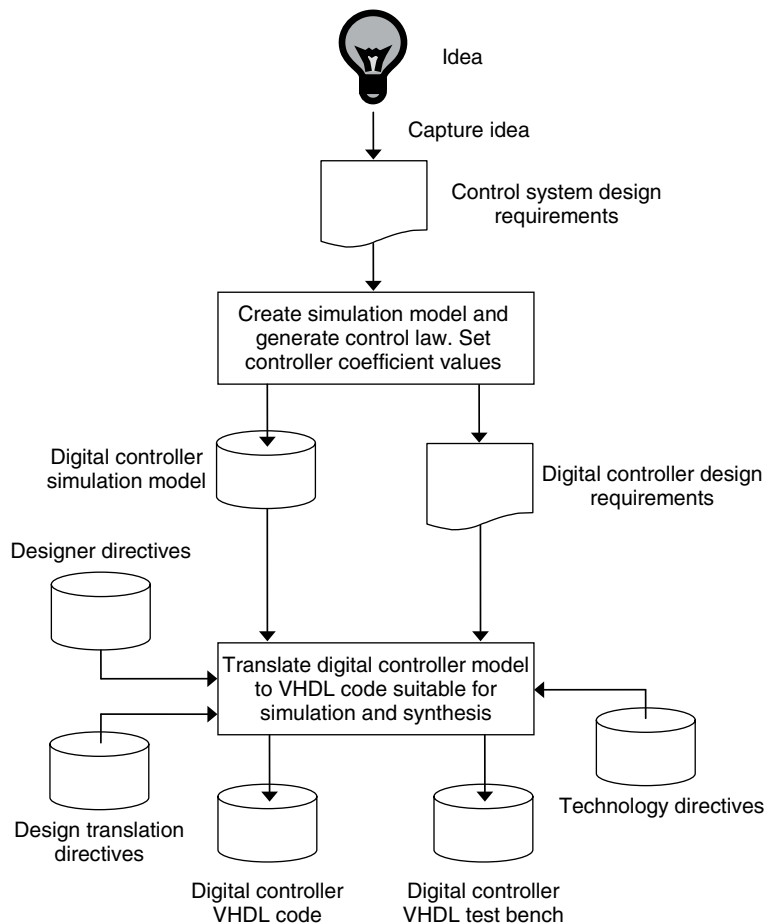 Idea
Capture idea
Control system design
requirements
Create simulation model and
generate control law. Set
controller coefficient values
Digital controller
simulation model
Digital controller design
requirements
Designer directives
Translate digital controller model
to VHDL code suitable for
simulation and synthesis
Technology directives
Design translation
directives
Digital controller
VHDL code
Digital controller
VHDL test bench